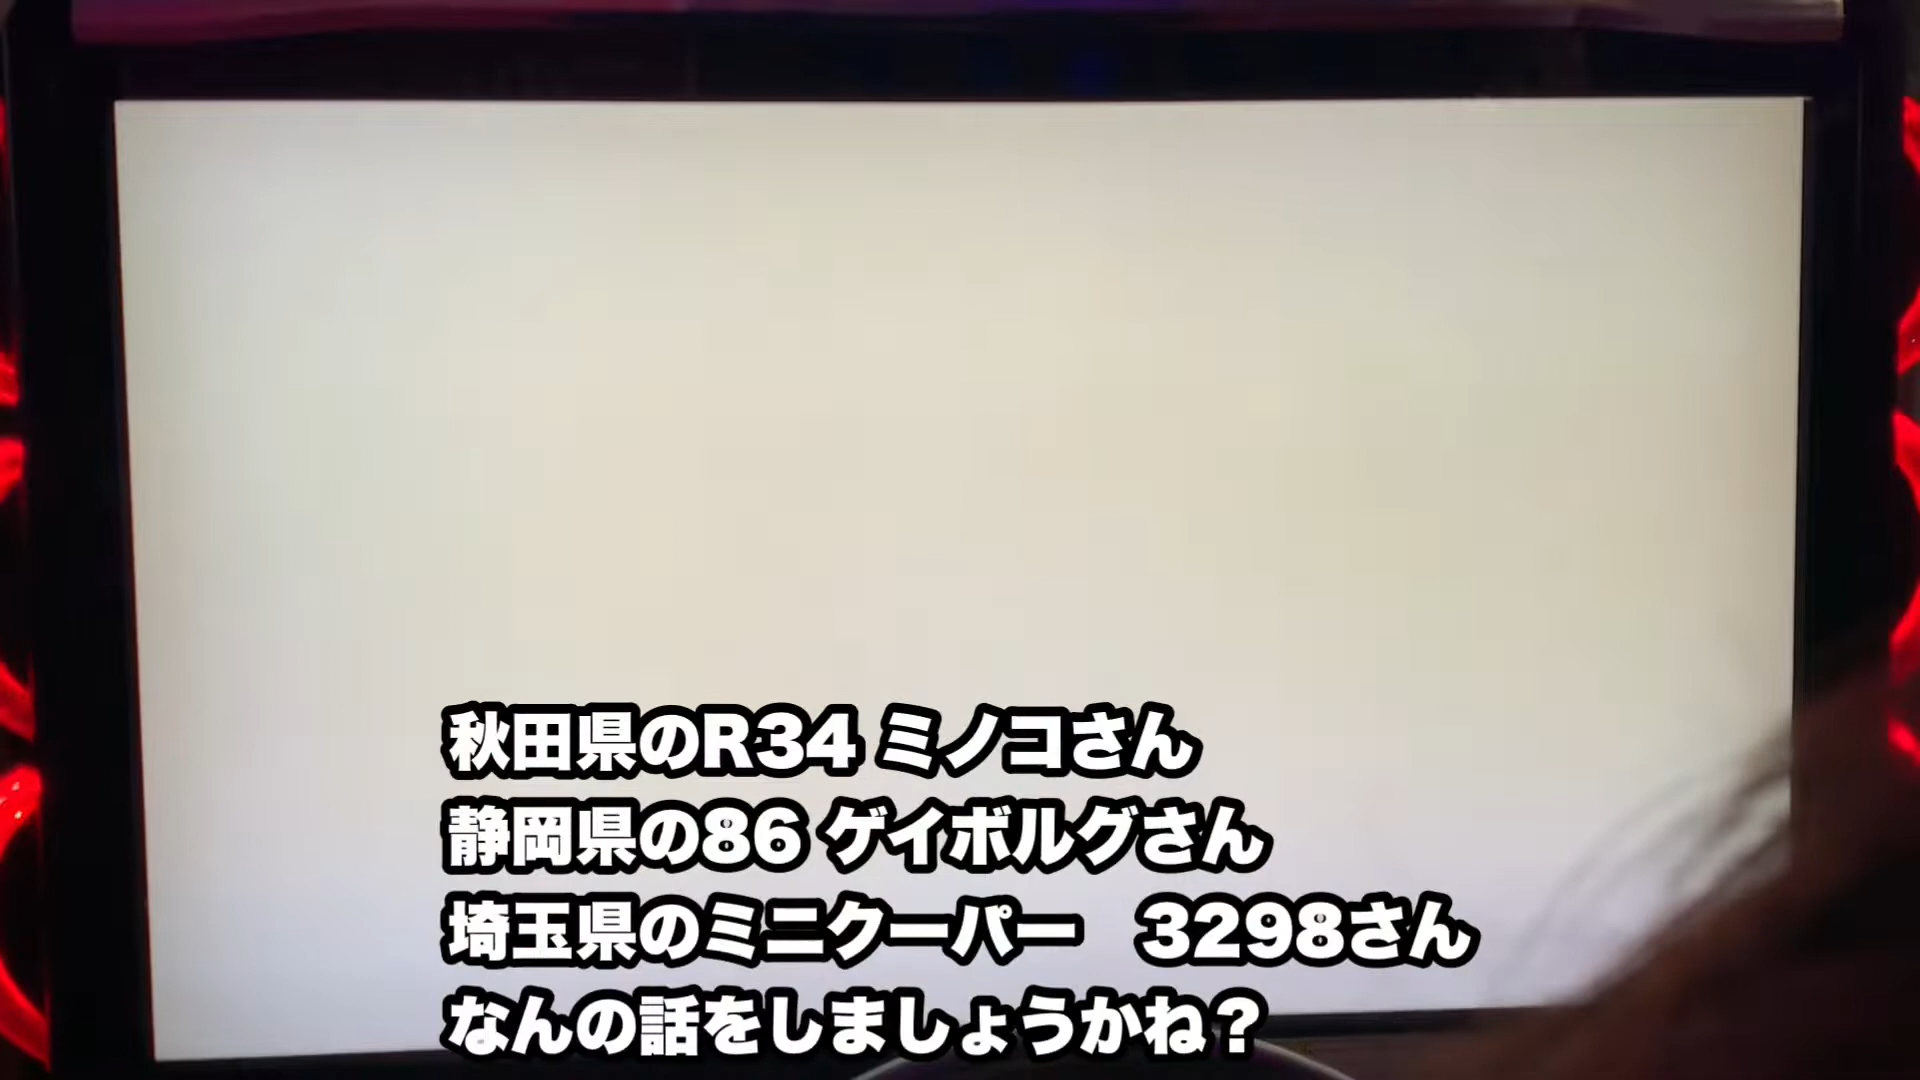 秋田県のR34 ミノコさん
静岡県の86 ゲイボルグさん
埼玉県のミニクーパー　3298さん
なんの話をしましょうかね？